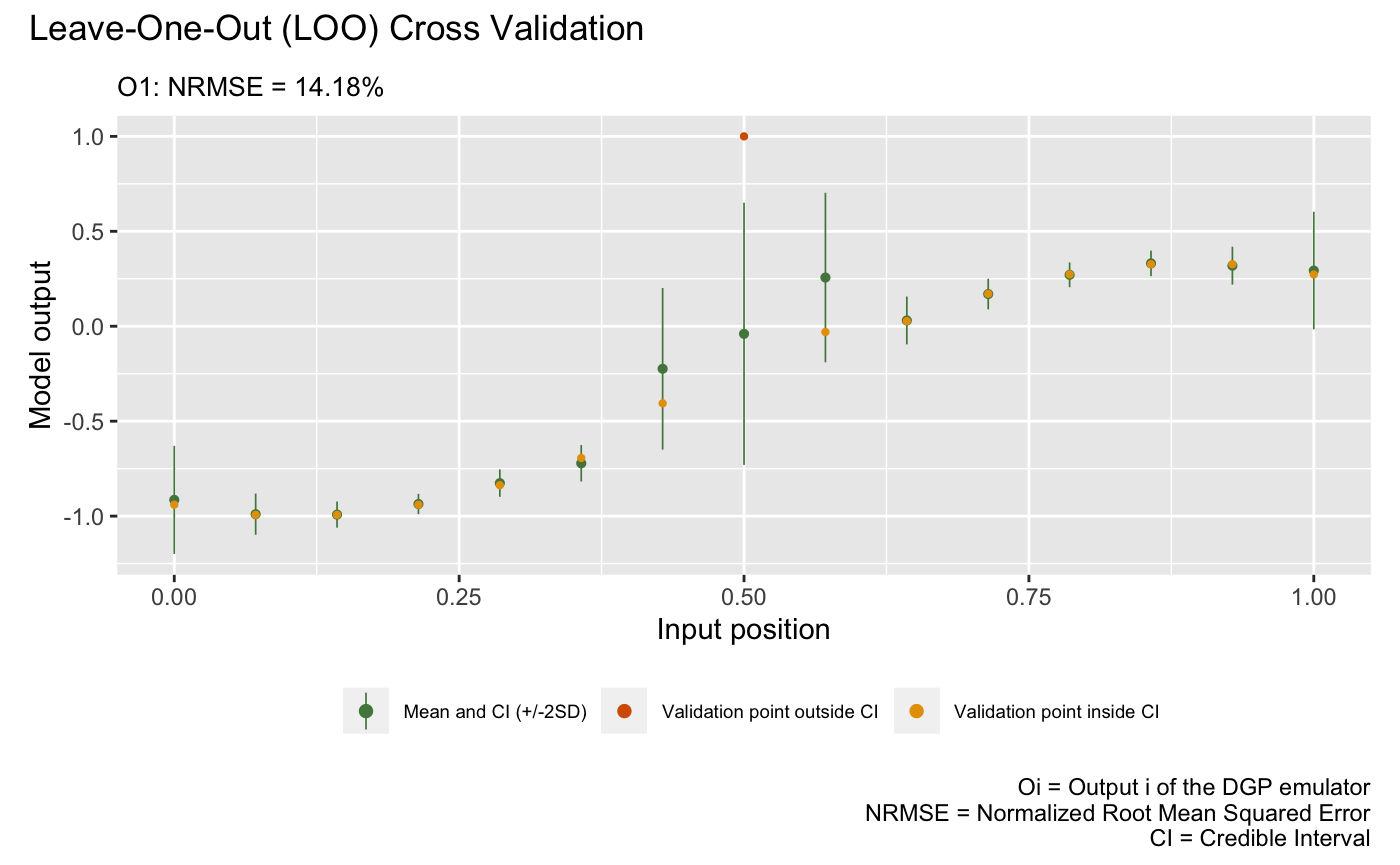 Leave-One-Out (LOO) Cross Validation
O1: NRMSE = 14.18%
Model output
1.0
0.5
0.0
-0.5
-1.0
0.00 0.25 0.50 0.75 1.00
Input position
Mean and CI (+/-2SD) Validation point outside CI Validation point inside CI
Oi = Output i of the DGP emulator
NRMSE = Normalized Root Mean Squared Error
CI = Credible Interval